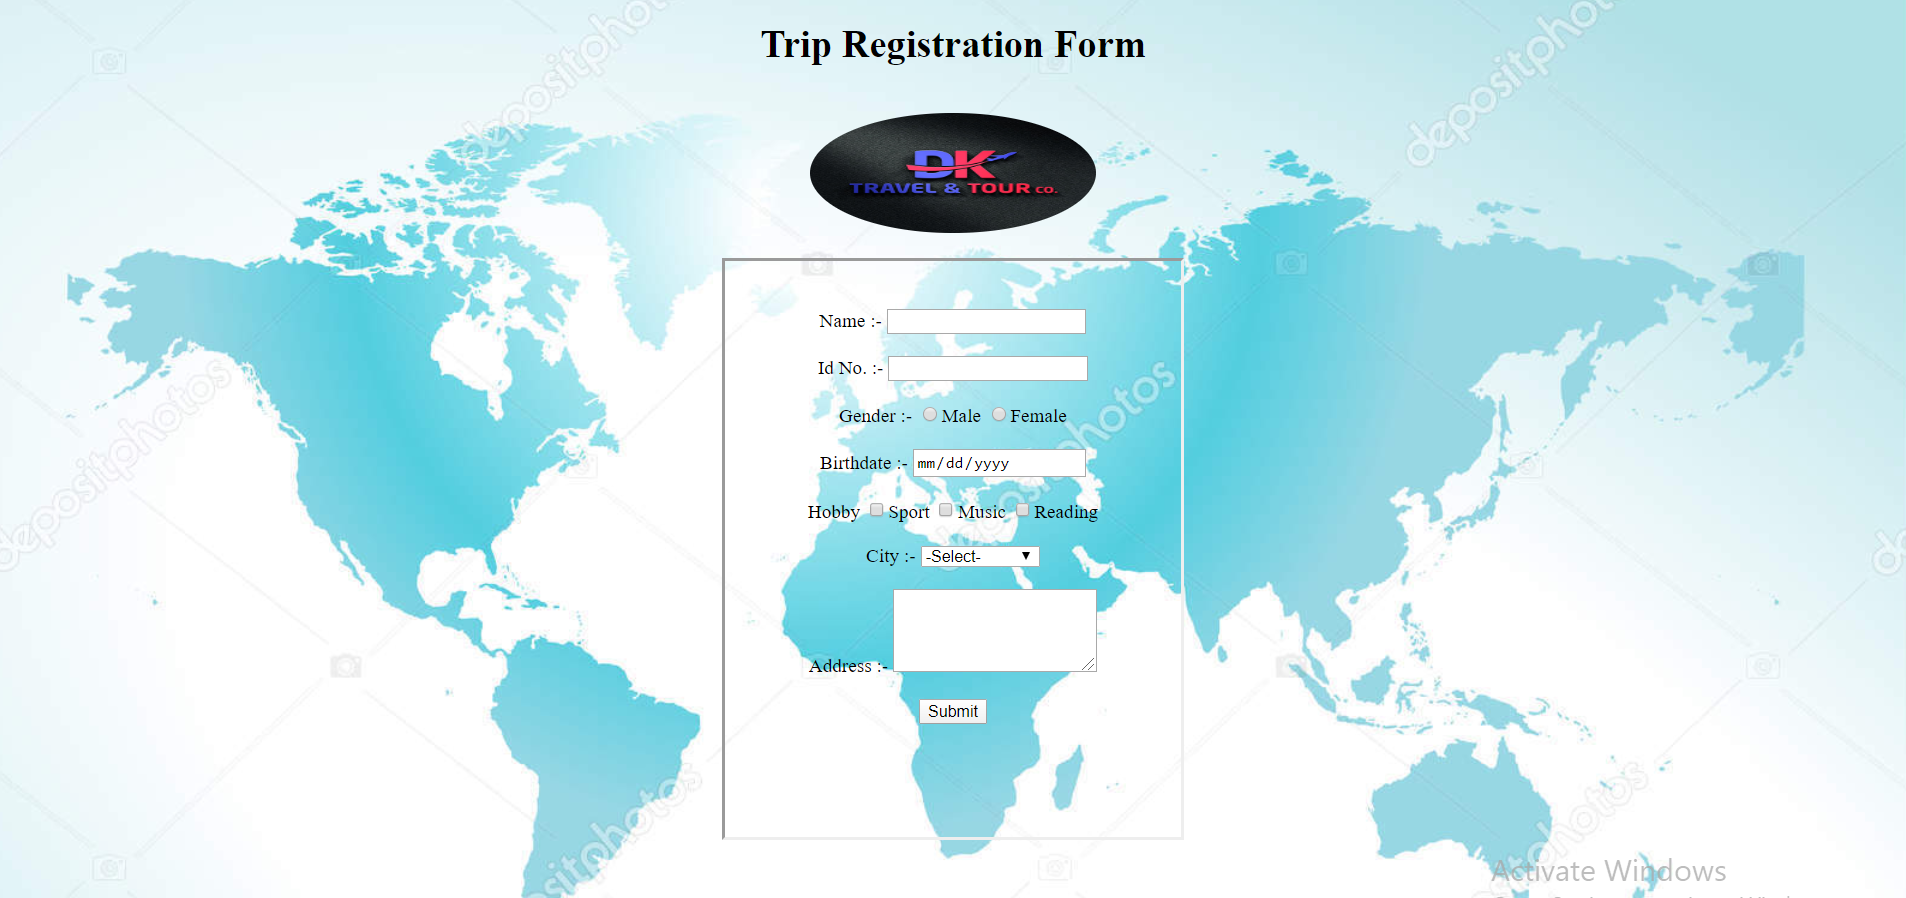 Trip Registration Form
DK
TRAVEL & TOUR CO.
Name :-
Id No. :-
Gender :- Male Female
Birthdate :- mm/dd/yyyy
Hobby Sport Music Reading
City :- -Select-
Address :-
Submit
depositphotos
depositphotos
depositphotos
depositphotos
depositphotos
depositphotos
Activate Windows